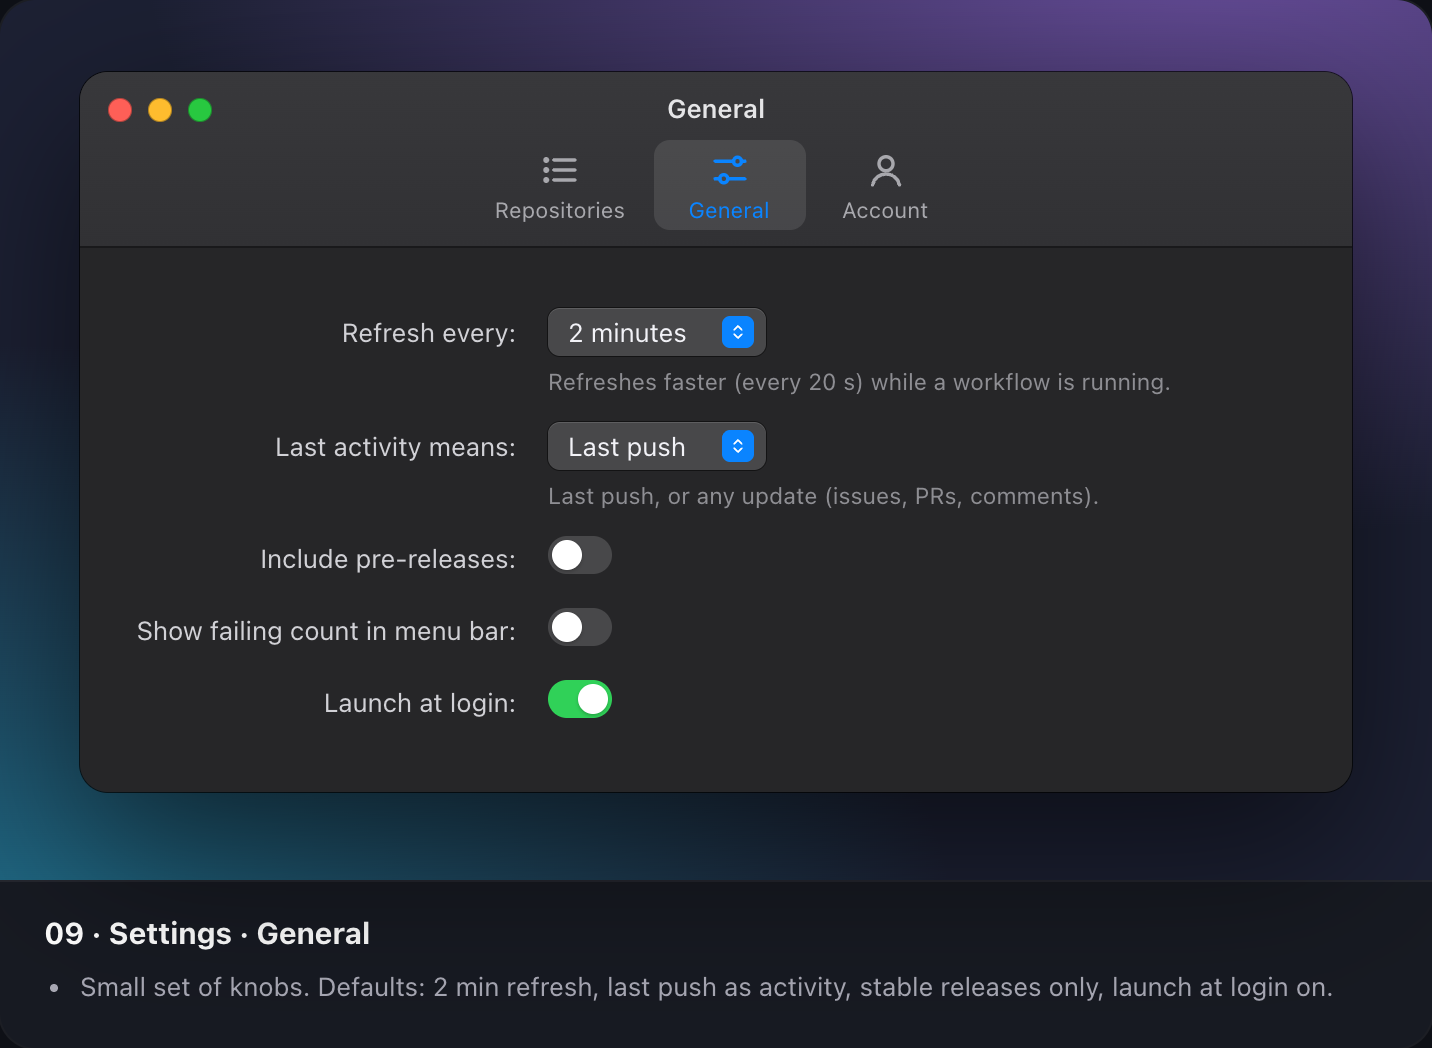 General
Repositories
General
Account
Refresh every:
2 minutes
Refreshes faster (every 20 s) while a workflow is running.
Last activity means:
Last push
Last push, or any update (issues, PRs, comments).
Include pre-releases:
Show failing count in menu bar:
Launch at login:
09 · Settings · General
• Small set of knobs. Defaults: 2 min refresh, last push as activity, stable releases only, launch at login on.